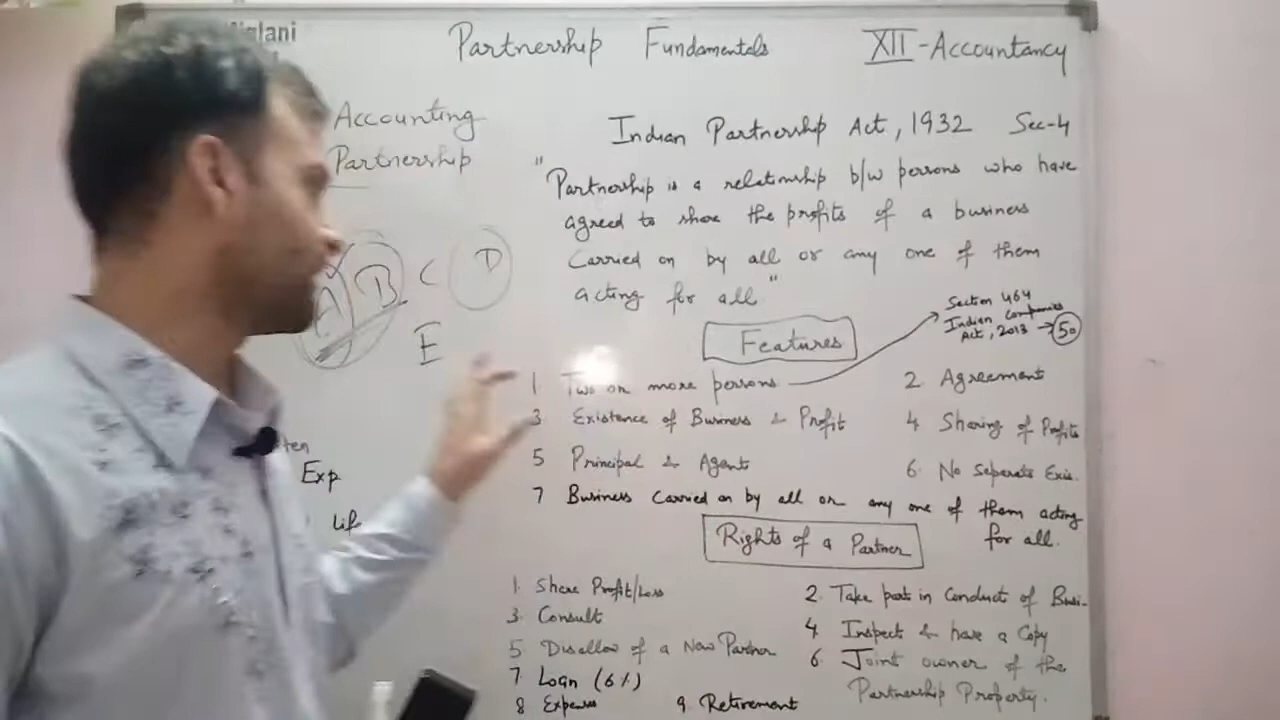 Partnership Fundamentals XII-Accountancy
Accounting
Partnership
Indian Partnership Act, 1932 Sec-4
"Partnership is a relationship b/w persons who have
agreed to share the profits of a business
Carried on by all or any one of them
acting for all"
A B C D
E
Section 464
Indian Companies
Act, 2013 → 50
Features
1 Two or more persons
2. Agreement
3 Existence of Business & Profit
4 Sharing of Profits
5 Principal & Agent
6. No Separate Exis.
7 Business Carried on by all or any one of them acting
for all.
Exp
Life
Rights of a Partner
1. Share Profit/Loss
2. Take part in Conduct of Busi-
3. Consult
4 Inspect & have a Copy
5 Disallow of a New Partner
6. Joint owner of the
Partnership Property.
7 Loan (6%)
8 Expenses
9. Retirement